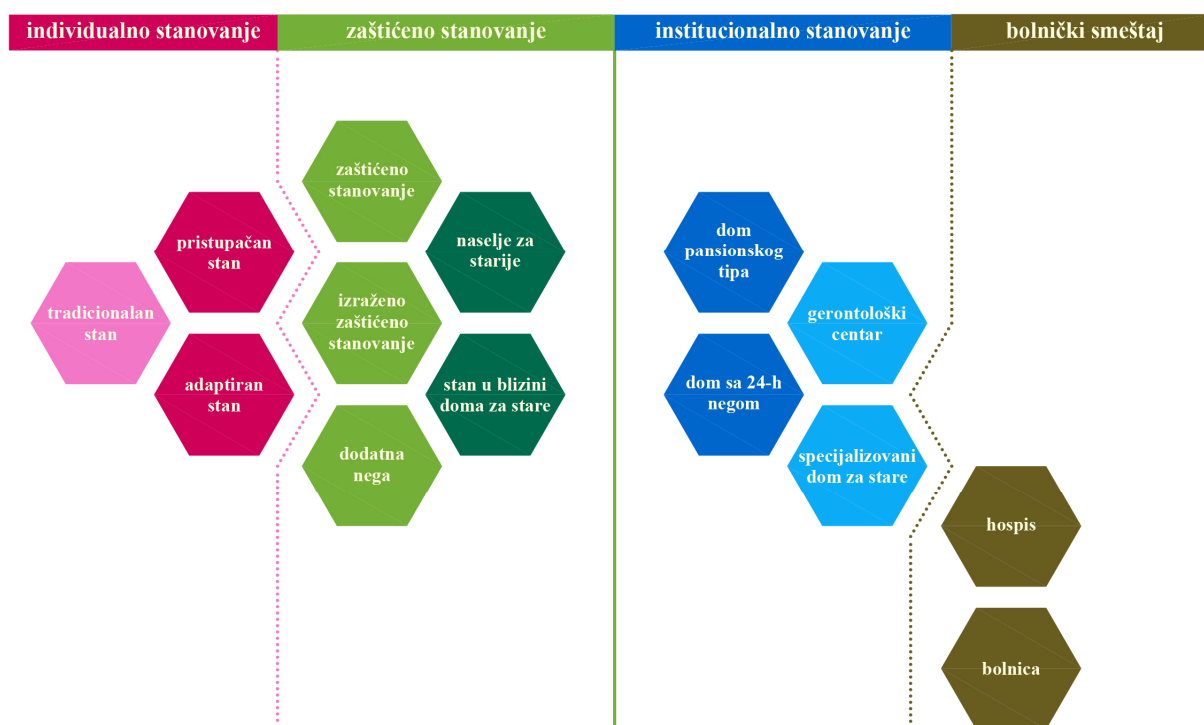 individualno stanovanje
zaštićeno stanovanje
institucionalno stanovanje
bolnički smeštaj
tradicionalan
stan
pristupačan
stan
adaptiran
stan
zaštićeno
stanovanje
izraženo
zaštićeno
stanovanje
dodatna
nega
naselje za
starije
stan u blizini
doma za stare
dom
pansionskog
tipa
dom sa 24-h
negom
gerontološki
centar
specijalizovani
dom za stare
hospis
bolnica